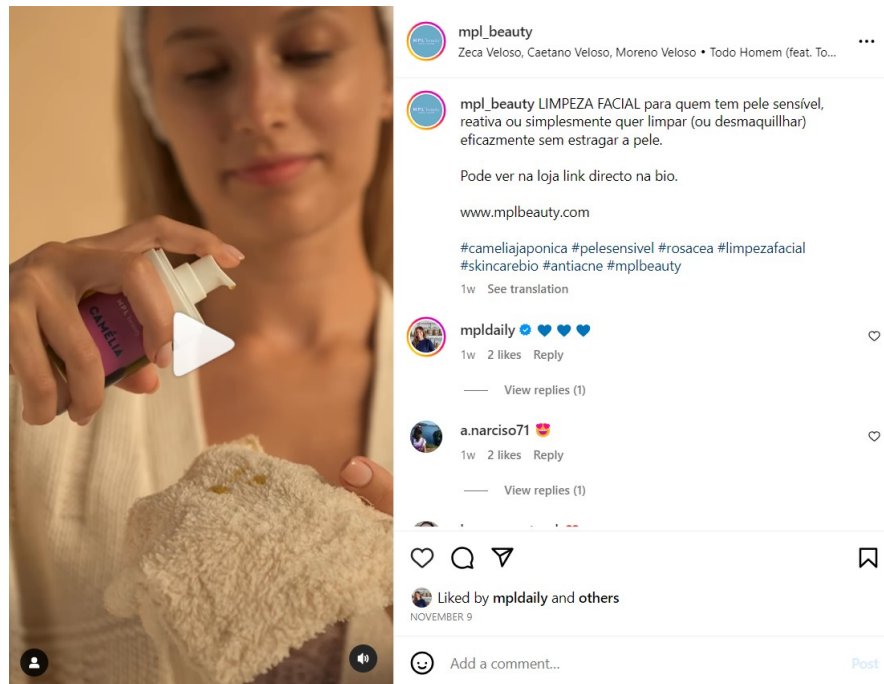 mpl_beauty
Zeca Veloso, Caetano Veloso, Moreno Veloso • Todo Homem (feat. To...
mpl_beauty LIMPEZA FACIAL para quem tem pele sensível,
reativa ou simplesmente quer limpar (ou desmaquillhar)
eficazmente sem estragar a pele.
Pode ver na loja link directo na bio.
www.mplbeauty.com
#cameliajaponica #pelesensivel #rosacea #limpezafacial
#skincarebio #antiacne #mplbeauty
1w See translation
mpldaily 💙 💙 💙
1w 2 likes Reply
View replies (1)
a.narciso71 😍
1w 2 likes Reply
View replies (1)
Liked by mpldaily and others
NOVEMBER 9
Add a comment...
Post
CAMÉLIA